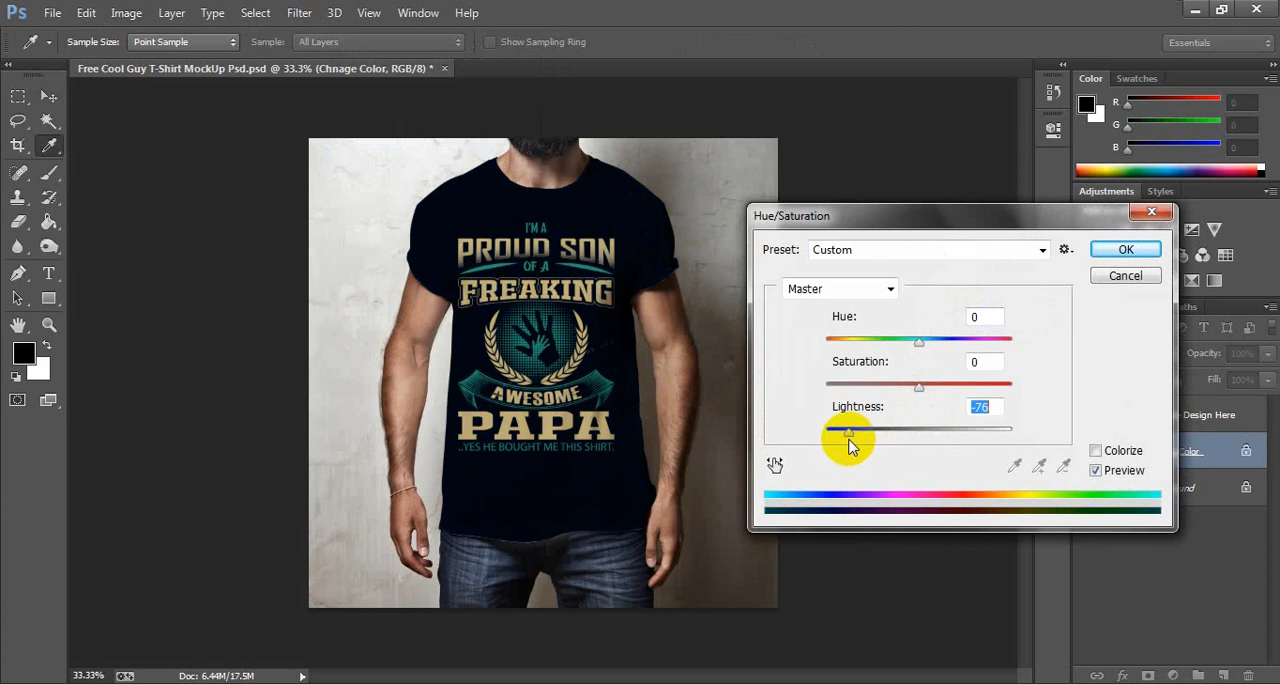 Ps File Edit Image Layer Type Select Filter 3D View Window Help
Sample Size: Point Sample Sample: All Layers Show Sampling Ring Essentials
Free Cool Guy T-Shirt MockUp Psd.psd @ 33.3% (Chnage Color, RGB/8) *
Color Swatches
R 0
G 0
B 0
Adjustments Styles
I'M A
PROUD SON
OF A
FREAKING
AWESOME
PAPA
..YES HE BOUGHT ME THIS SHIRT.
Hue/Saturation
Preset: Custom OK
Cancel
Master
Hue: 0
Saturation: 0
Lightness: -76
Colorize
Preview
Opacity: 100%
Fill: 100%
Design Here
Color
33.33% Doc: 6.44M/17.5M